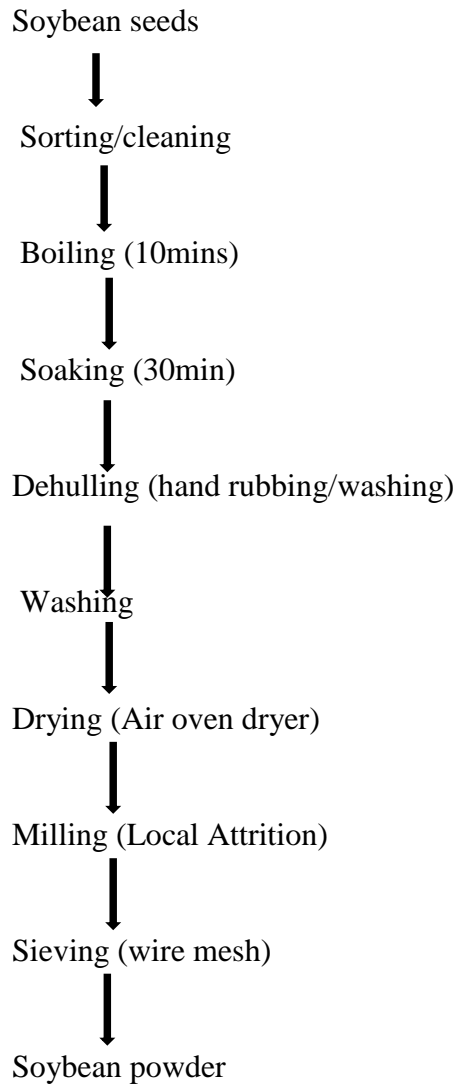 Soybean seeds
Sorting/cleaning
Boiling (10mins)
Soaking (30min)
Dehulling (hand rubbing/washing)
Washing
Drying (Air oven dryer)
Milling (Local Attrition)
Sieving (wire mesh)
Soybean powder